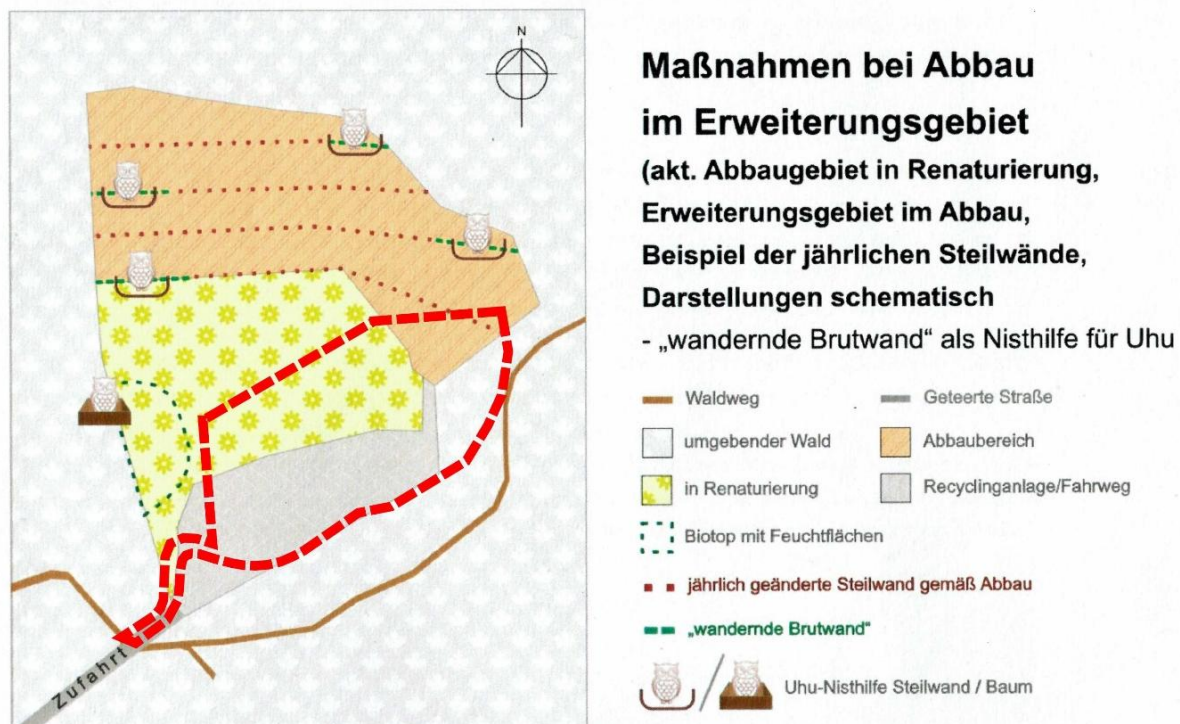 N
Zufahrt
Maßnahmen bei Abbau
im Erweiterungsgebiet
(akt. Abbaugebiet in Renaturierung,
Erweiterungsgebiet im Abbau,
Beispiel der jährlichen Steilwände,
Darstellungen schematisch
- „wandernde Brutwand“ als Nisthilfe für Uhu
Waldweg
Geteerte Straße
umgebender Wald
Abbaubereich
in Renaturierung
Recyclinganlage/Fahrweg
Biotop mit Feuchtflächen
jährlich geänderte Steilwand gemäß Abbau
„wandernde Brutwand“
Uhu-Nisthilfe Steilwand / Baum